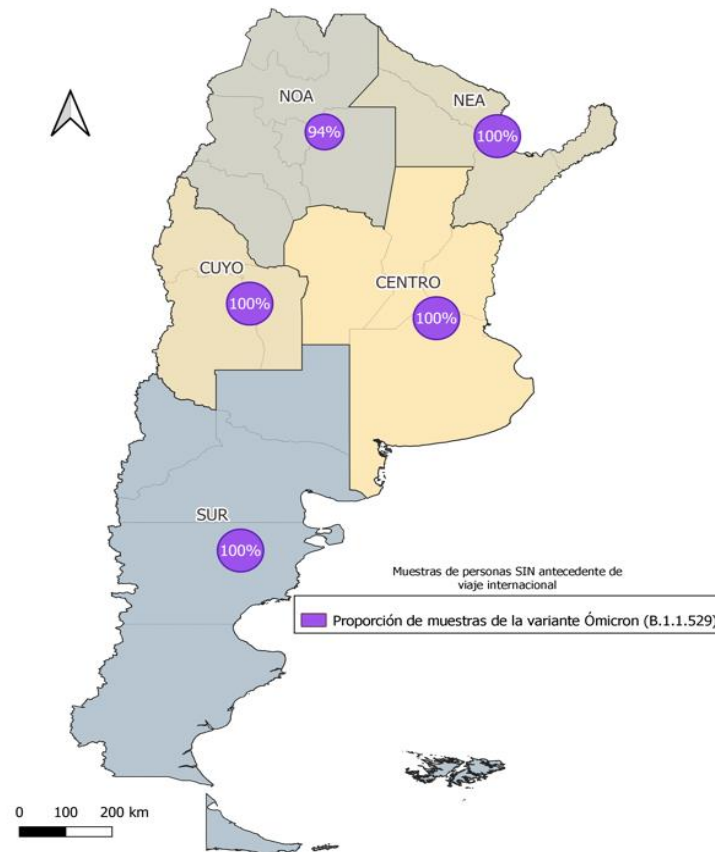 NOA
94%
NEA
100%
CUYO
100%
CENTRO
100%
SUR
100%
Muestras de personas SIN antecedente de
viaje internacional
Proporción de muestras de la variante Ómicron (B.1.1.529)
0 100 200 km